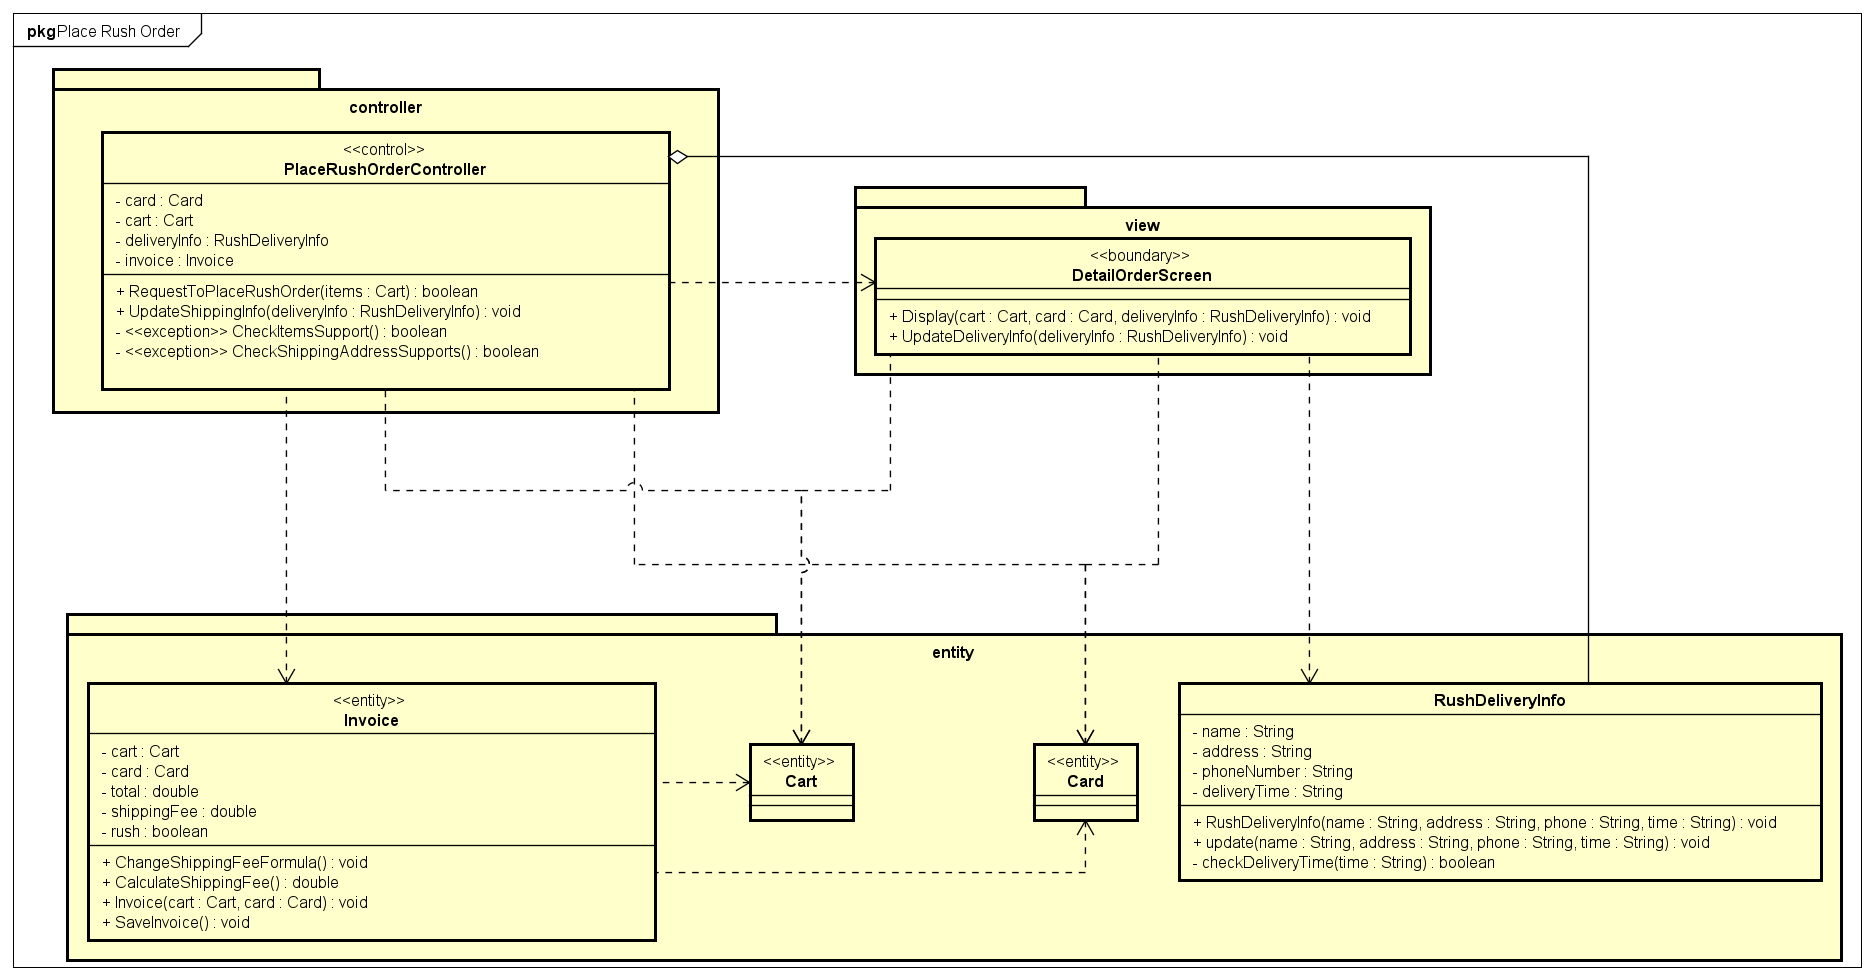 pkg Place Rush Order
controller
<<control>>
PlaceRushOrderController
- card : Card
- cart : Cart
- deliveryInfo : RushDeliveryInfo
- invoice : Invoice
+ RequestToPlaceRushOrder(items : Cart) : boolean
+ UpdateShippingInfo(deliveryInfo : RushDeliveryInfo) : void
- <<exception>> CheckItemsSupport() : boolean
- <<exception>> CheckShippingAddressSupports() : boolean
view
<<boundary>>
DetailOrderScreen
+ Display(cart : Cart, card : Card, deliveryInfo : RushDeliveryInfo) : void
+ UpdateDeliveryInfo(deliveryInfo : RushDeliveryInfo) : void
entity
<<entity>>
Invoice
- cart : Cart
- card : Card
- total : double
- shippingFee : double
- rush : boolean
+ ChangeShippingFeeFormula() : void
+ CalculateShippingFee() : double
+ Invoice(cart : Cart, card : Card) : void
+ SaveInvoice() : void
<<entity>>
Cart
<<entity>>
Card
RushDeliveryInfo
- name : String
- address : String
- phoneNumber : String
- deliveryTime : String
+ RushDeliveryInfo(name : String, address : String, phone : String, time : String) : void
+ update(name : String, address : String, phone : String, time : String) : void
- checkDeliveryTime(time : String) : boolean